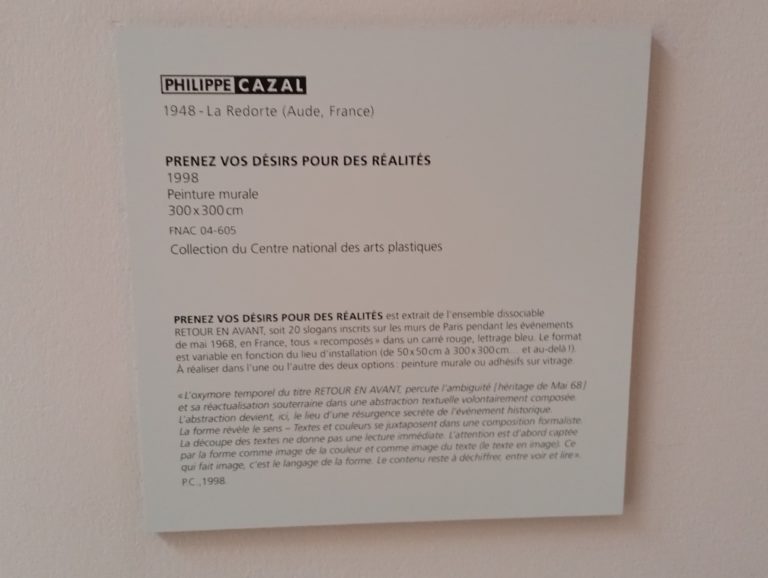 PHILIPPE CAZAL
1948 - La Redorte (Aude, France)
PRENEZ VOS DÉSIRS POUR DES RÉALITÉS
1998
Peinture murale
300 x 300 cm
FNAC 04-605
Collection du Centre national des arts plastiques
PRENEZ VOS DÉSIRS POUR DES RÉALITÉS est extrait de l'ensemble dissociable
RETOUR EN AVANT, soit 20 slogans inscrits sur les murs de Paris pendant les événements
de mai 1968, en France, tous « recomposés » dans un carré rouge, lettrage bleu. Le format
est variable en fonction du lieu d'installation (de 50 x 50 cm à 300 x 300 cm... et au-delà !).
À réaliser dans l'une ou l'autre des deux options : peinture murale ou adhésifs sur vitrage.
« L'oxymore temporel du titre RETOUR EN AVANT, percute l'ambiguïté [héritage de Mai 68]
et sa réactualisation souterraine dans une abstraction textuelle volontairement composée.
L'abstraction devient, ici, le lieu d'une résurgence secrète de l'événement historique.
La forme révèle le sens – Textes et couleurs se juxtaposent dans une composition formaliste.
La découpe des textes ne donne pas une lecture immédiate. L'attention est d'abord captée
par la forme comme image de la couleur et comme image du texte (le texte en image). Ce
qui fait image, c'est le langage de la forme. Le contenu reste à déchiffrer, entre voir et lire ».
P.C., 1998